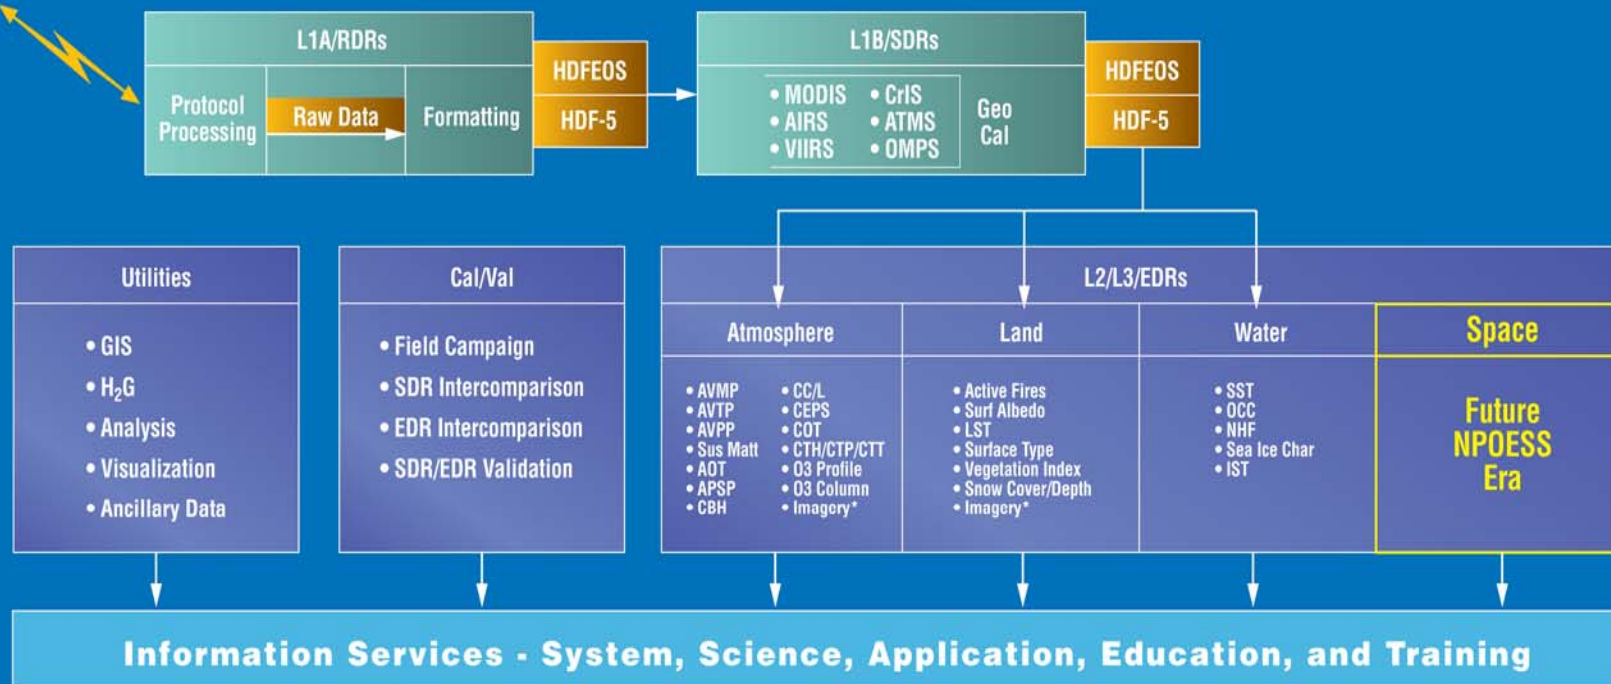 L1A/RDRs
Protocol
Processing
Raw Data
Formatting
HDFEOS
HDF-5
L1B/SDRs
• MODIS
• AIRS
• VIIRS
• CrIS
• ATMS
• OMPS
Geo
Cal
HDFEOS
HDF-5
Utilities
• GIS
• H₂G
• Analysis
• Visualization
• Ancillary Data
Cal/Val
• Field Campaign
• SDR Intercomparison
• EDR Intercomparison
• SDR/EDR Validation
L2/L3/EDRs
Atmosphere
• AVMP
• AVTP
• AVPP
• Sus Matt
• AOT
• APSP
• CBH
• CC/L
• CEPS
• COT
• CTH/CTP/CTT
• O3 Profile
• O3 Column
• Imagery*
Land
• Active Fires
• Surf Albedo
• LST
• Surface Type
• Vegetation Index
• Snow Cover/Depth
• Imagery*
Water
• SST
• OCC
• NHF
• Sea Ice Char
• IST
Space
Future
NPOESS
Era
Information Services - System, Science, Application, Education, and Training